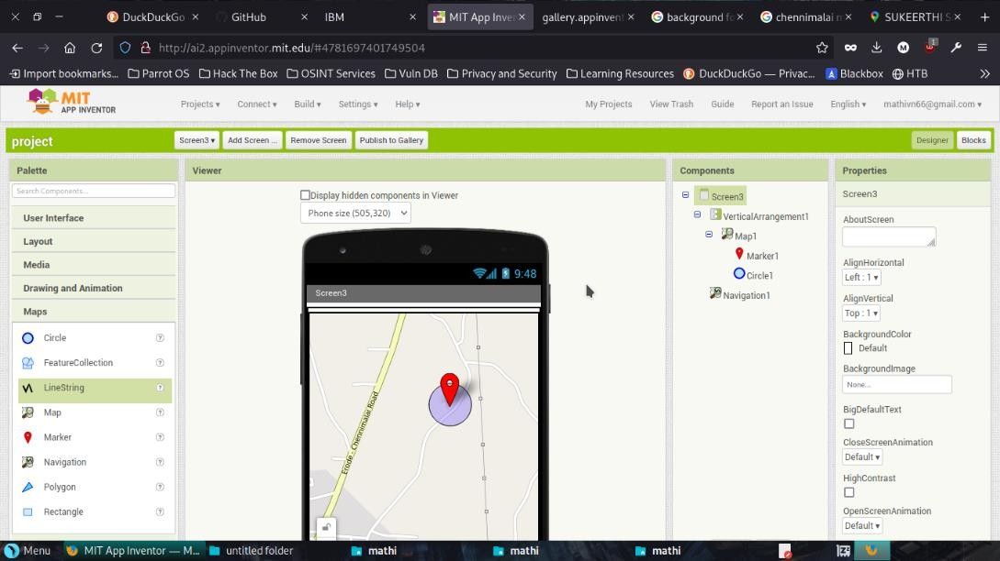 DuckDuckGo
GitHub
IBM
MIT App Inver
gallery.appinvent
background fo
chennimalai m
SUKEERTHI S
http://ai2.appinventor.mit.edu/#4781697401749504
M
1
Import bookmarks...
Parrot OS
Hack The Box
OSINT Services
Vuln DB
Privacy and Security
Learning Resources
DuckDuckGo — Privac...
Blackbox
HTB
MIT
APP INVENTOR
Projects
Connect
Build
Settings
Help
My Projects
View Trash
Guide
Report an Issue
English
mathivn66@gmail.com
project
Screen3
Add Screen ...
Remove Screen
Publish to Gallery
Designer
Blocks
Palette
Viewer
Components
Properties
Search Components...
User Interface
Layout
Media
Drawing and Animation
Maps
Circle
?
FeatureCollection
?
LineString
?
Map
?
Marker
?
Navigation
?
Polygon
?
Rectangle
?
Display hidden components in Viewer
Phone size (505,320)
9:48
Screen3
Erode - Chennimalai Road
Screen3
VerticalArrangement1
Map1
Marker1
Circle1
Navigation1
Screen3
AboutScreen
AlignHorizontal
Left : 1
AlignVertical
Top : 1
BackgroundColor
Default
BackgroundImage
None...
BigDefaultText
CloseScreenAnimation
Default
HighContrast
OpenScreenAnimation
Default
Menu
MIT App Inventor — M...
untitled folder
mathi
mathi
mathi